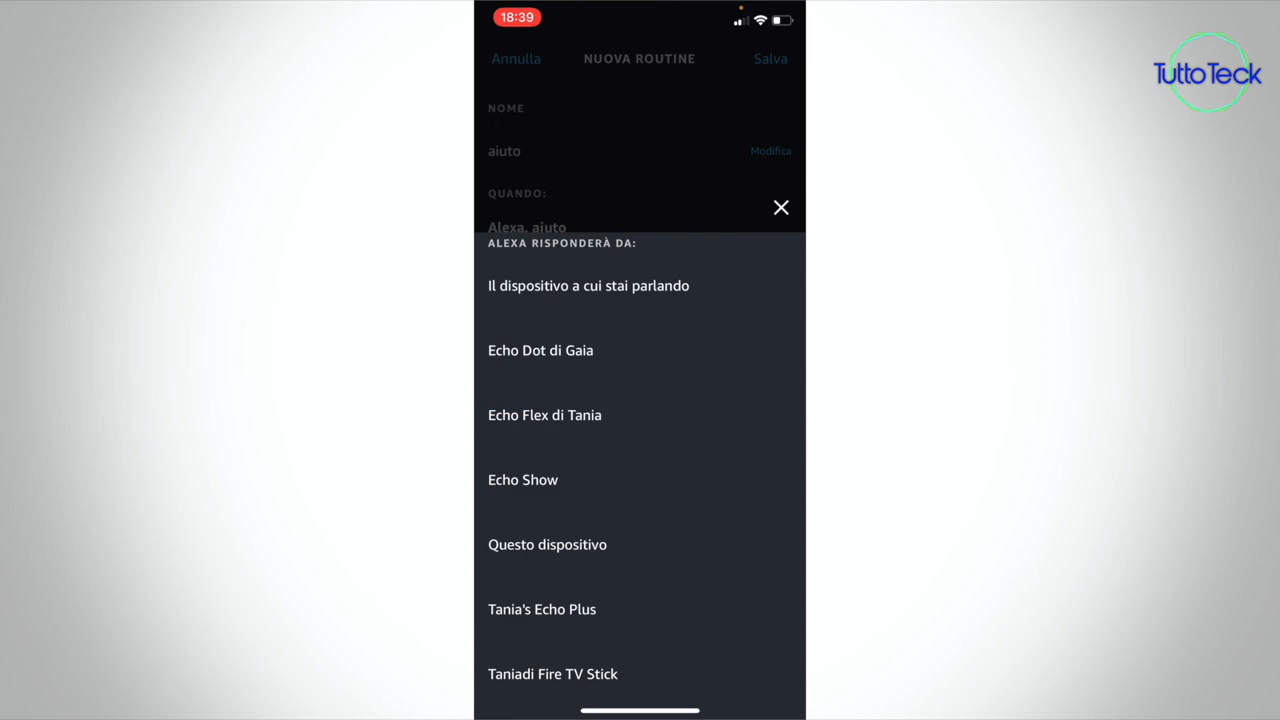 18:39
Annulla NUOVA ROUTINE Salva
NOME
aiuto Modifica
QUANDO:
Alexa, aiuto
ALEXA RISPONDERÀ DA:
Il dispositivo a cui stai parlando
Echo Dot di Gaia
Echo Flex di Tania
Echo Show
Questo dispositivo
Tania's Echo Plus
Taniadi Fire TV Stick
TuttoTeck